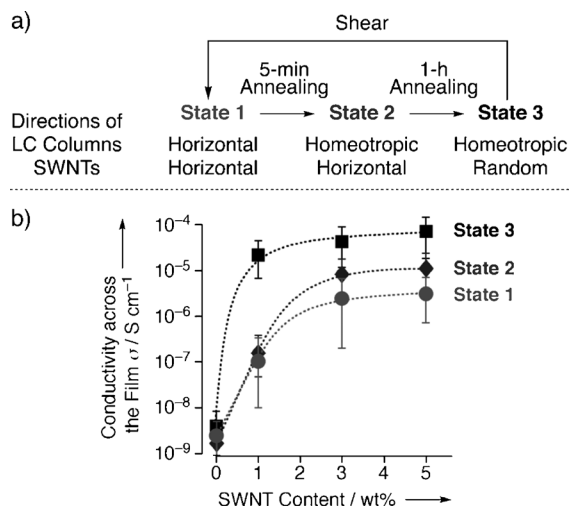 a)
Shear
5-min
Annealing
1-h
Annealing
State 1
State 2
State 3
Directions of
LC Columns
SWNTs
Horizontal
Horizontal
Homeotropic
Horizontal
Homeotropic
Random
b)
Conductivity across
the Film σ / S cm⁻¹
10⁻⁴
10⁻⁵
10⁻⁶
10⁻⁷
10⁻⁸
10⁻⁹
State 3
State 2
State 1
0 1 2 3 4 5
SWNT Content / wt%